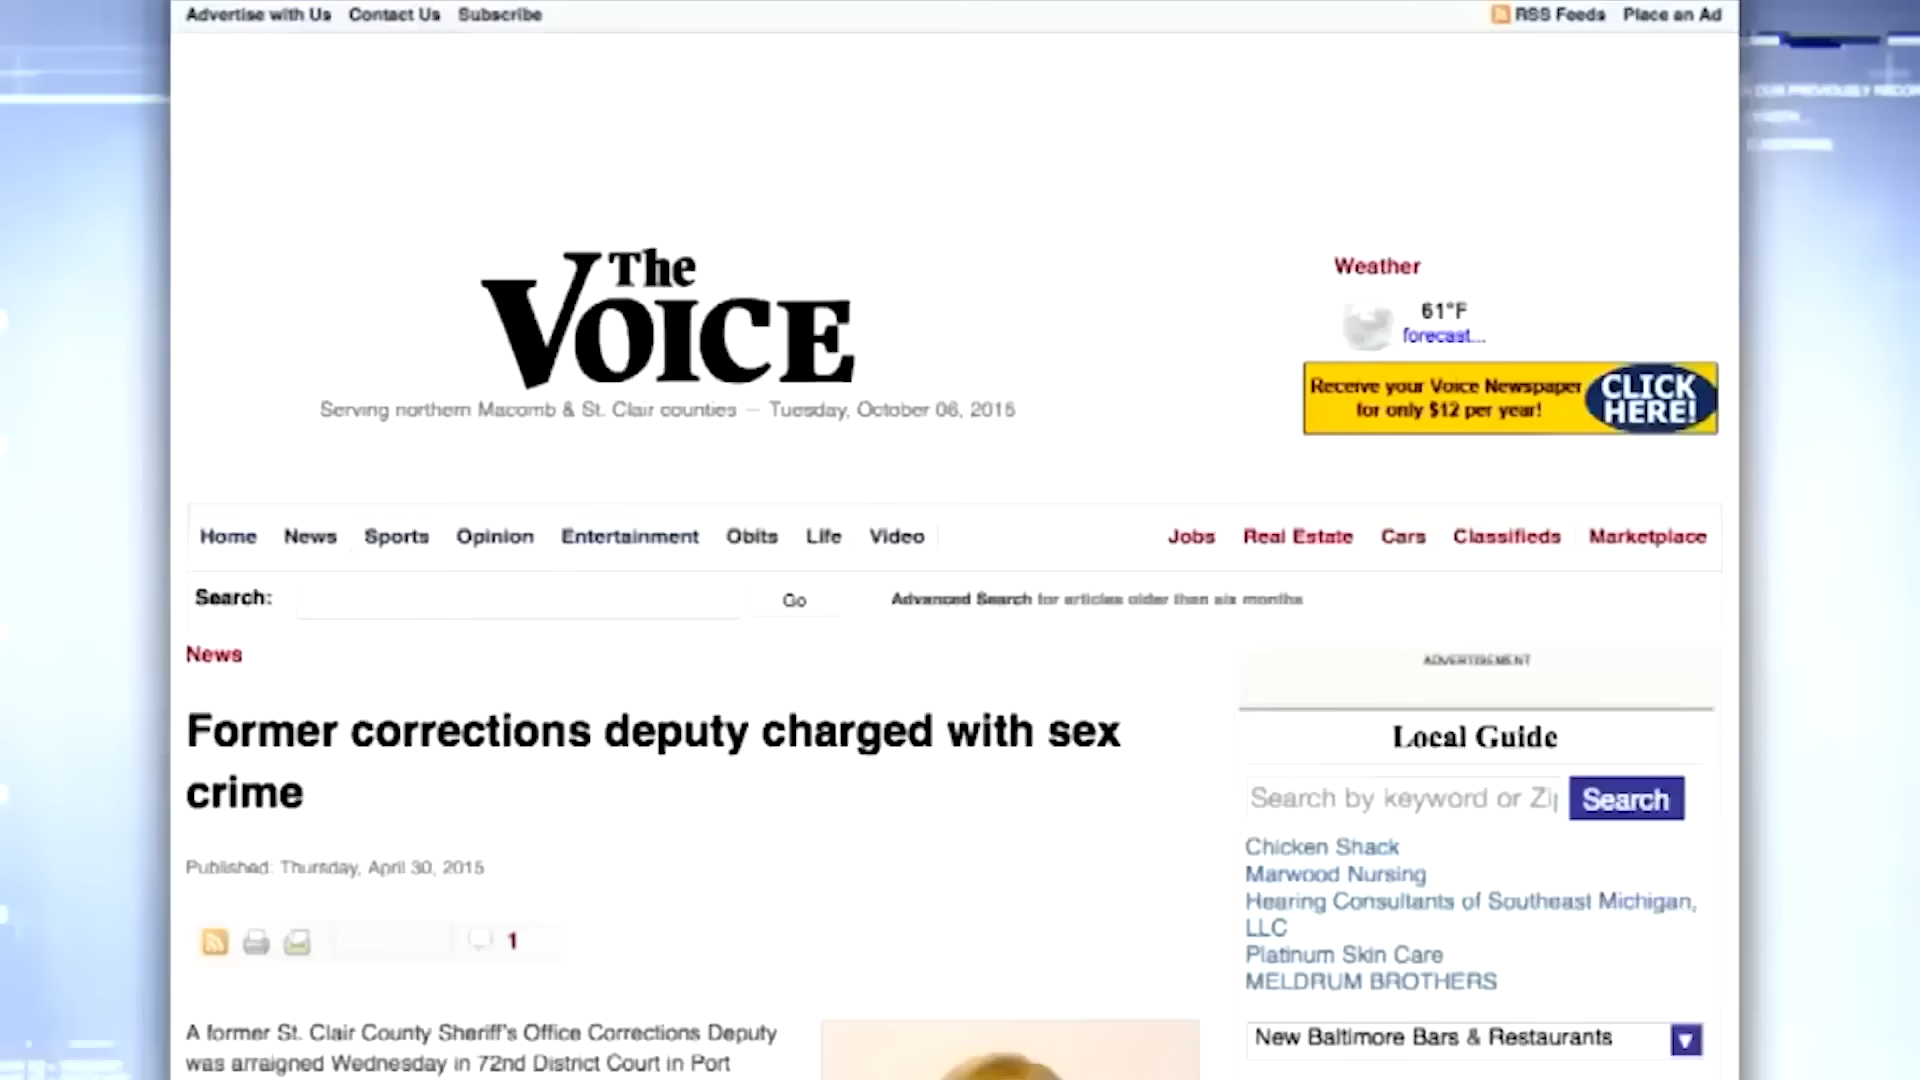 Advertise with Us Contact Us Subscribe
RSS Feeds Place an Ad
The
VOICE
Serving northern Macomb & St. Clair counties — Tuesday, October 06, 2015
Weather
61°F
forecast...
Receive your Voice Newspaper
for only $12 per year!
CLICK
HERE!
Home News Sports Opinion Entertainment Obits Life Video
Jobs Real Estate Cars Classifieds Marketplace
Search:
Go
Advanced Search for articles older than six months
News
Former corrections deputy charged with sex
crime
Published: Thursday, April 30, 2015
1
A former St. Clair County Sheriff's Office Corrections Deputy
was arraigned Wednesday in 72nd District Court in Port
ADVERTISEMENT
Local Guide
Search by keyword or Zip
Search
Chicken Shack
Marwood Nursing
Hearing Consultants of Southeast Michigan,
LLC
Platinum Skin Care
MELDRUM BROTHERS
New Baltimore Bars & Restaurants
OUR PREVIOUSLY